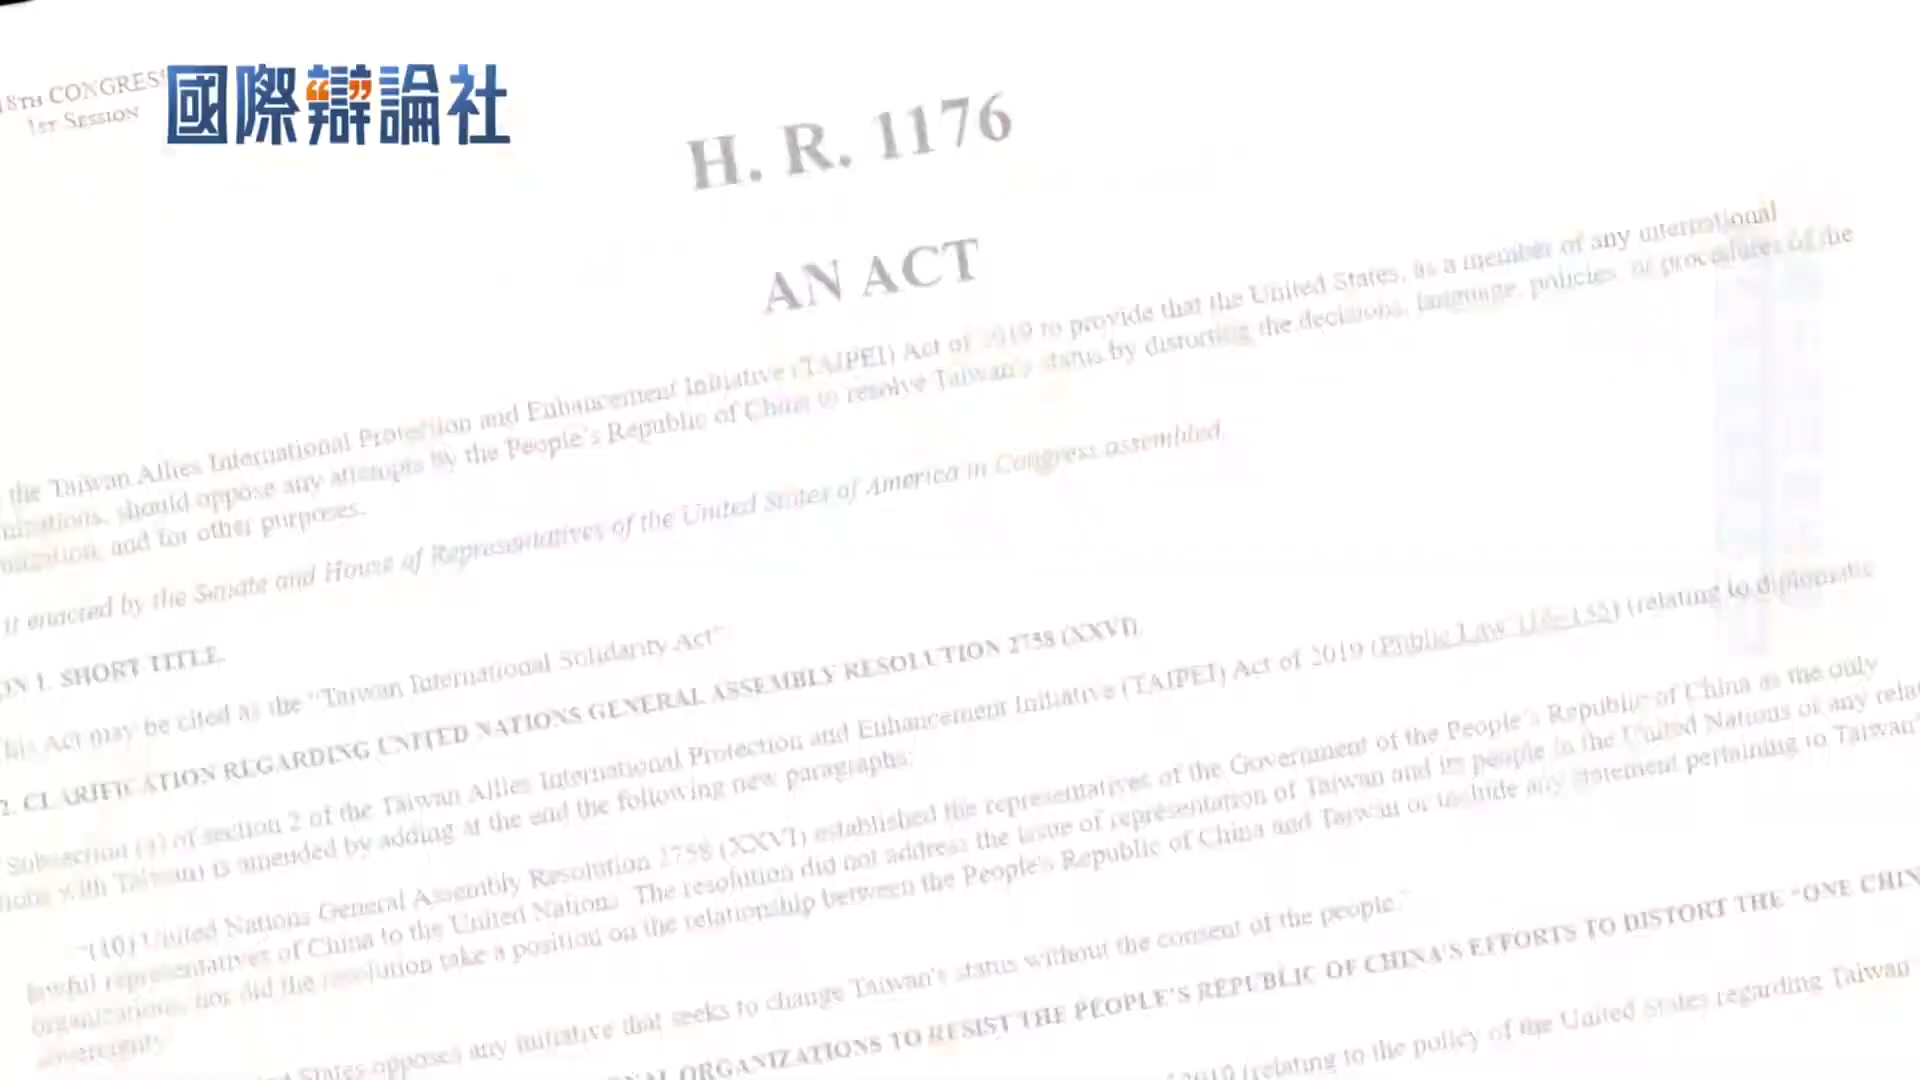 18TH CONGRESS
1ST SESSION
國際辯論社
H. R. 1176
AN ACT
the Taiwan Allies International Protection and Enhancement Initiative (TAIPEI) Act of 2019 to provide that the United States, as a member of any international
should oppose any attempts by the People's Republic of China to resolve Taiwan's status by distorting the decisions, language, policies, or procedures of the
and for other purposes.
it enacted by the Senate and House of Representatives of the United States of America in Congress assembled,
1. SHORT TITLE.
This Act may be cited as the “Taiwan International Solidarity Act”.
2. CLARIFICATION REGARDING UNITED NATIONS GENERAL ASSEMBLY RESOLUTION 2758 (XXVI).
Subsection (a) of section 2 of the Taiwan Allies International Protection and Enhancement Initiative (TAIPEI) Act of 2019 (Public Law 116–135) (relating to diplomatic
with Taiwan) is amended by adding at the end the following new paragraphs:
“(10) United Nations General Assembly Resolution 2758 (XXVI) established the representatives of the Government of the People's Republic of China as the only
lawful representatives of China to the United Nations. The resolution did not address the issue of representation of Taiwan and its people in the United Nations or any
organizations, nor did the resolution take a position on the relationship between the People's Republic of China and Taiwan or include any statement pertaining to Taiwan's
sovereignty.
States opposes any initiative that seeks to change Taiwan's status without the consent of the people.”
ORGANIZATIONS TO RESIST THE PEOPLE'S REPUBLIC OF CHINA'S EFFORTS TO DISTORT THE “ONE
2019 (relating to the policy of the United States regarding Taiwan